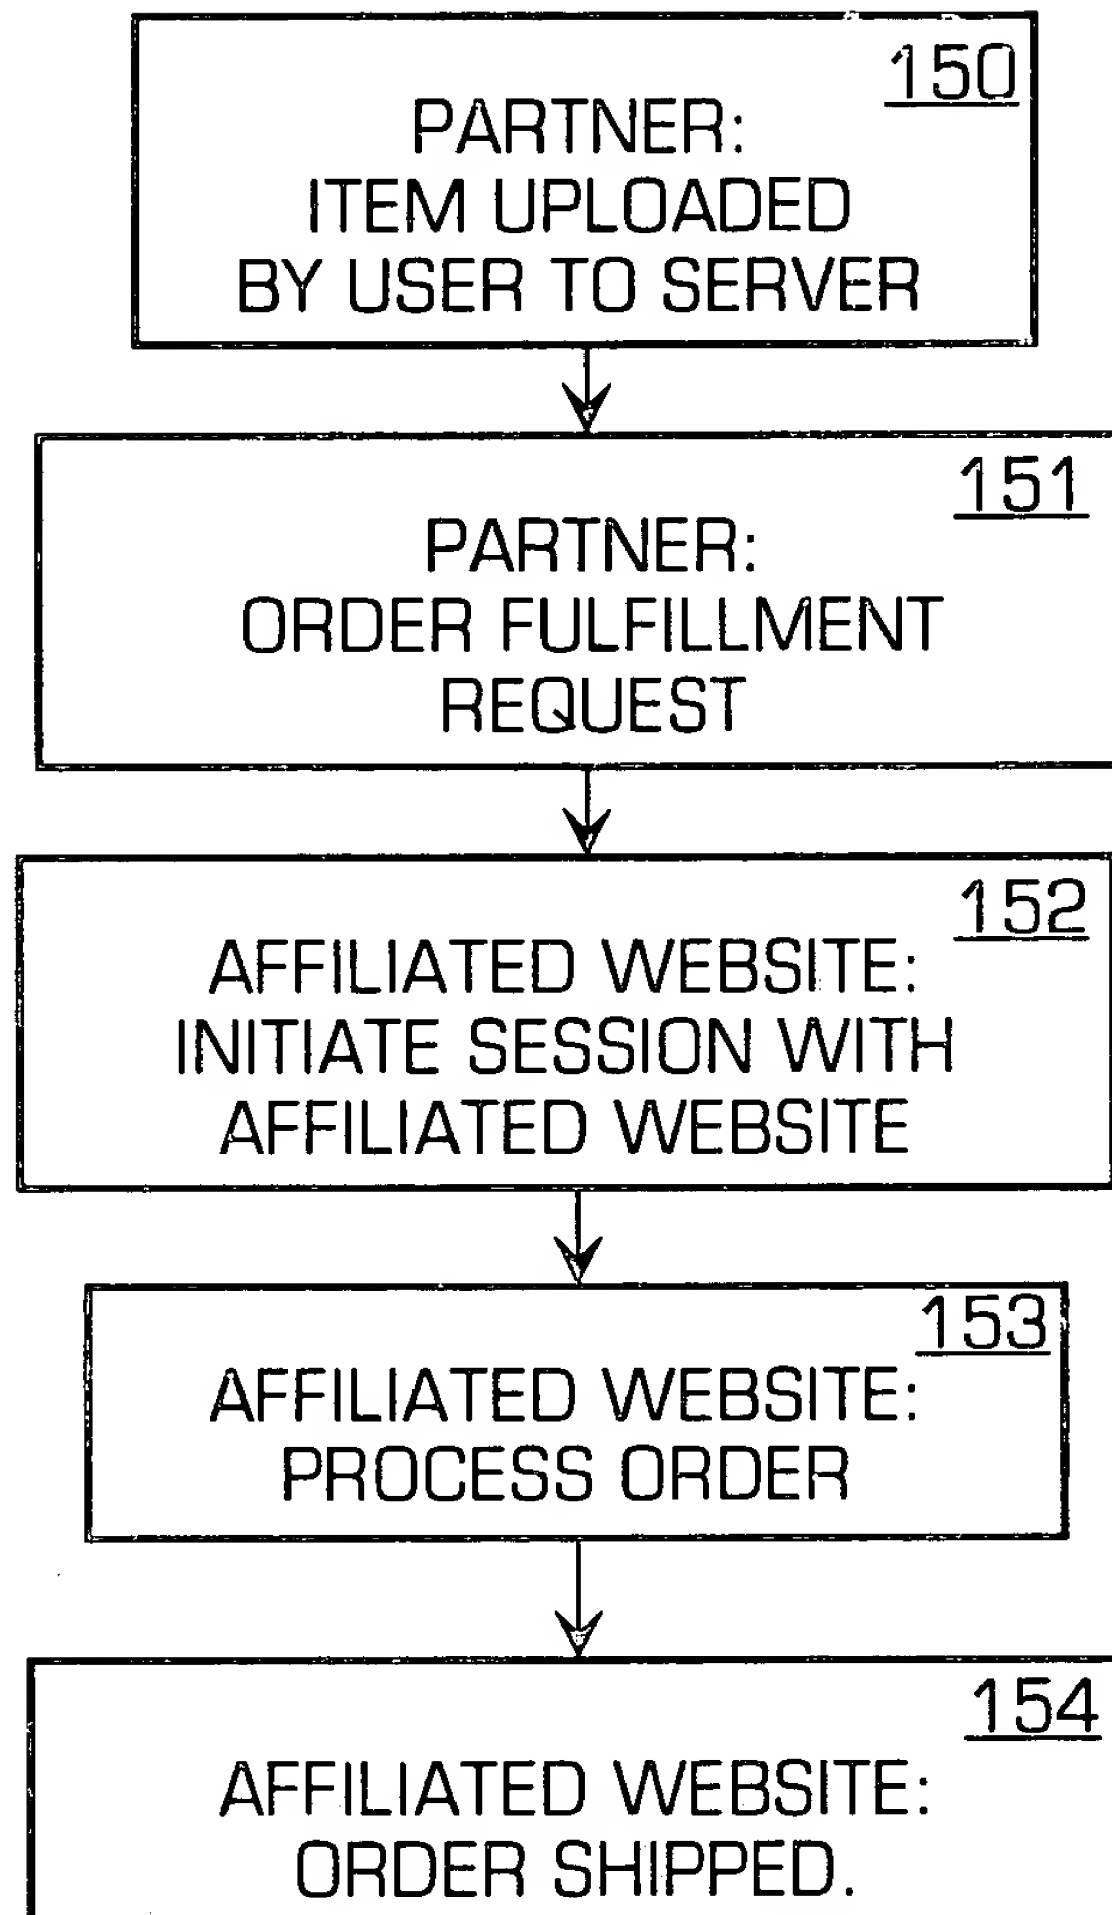 150
PARTNER:
ITEM UPLOADED
BY USER TO SERVER
151
PARTNER:
ORDER FULFILLMENT
REQUEST
152
AFFILIATED WEBSITE:
INITIATE SESSION WITH
AFFILIATED WEBSITE
153
AFFILIATED WEBSITE:
PROCESS ORDER
154
AFFILIATED WEBSITE:
ORDER SHIPPED.